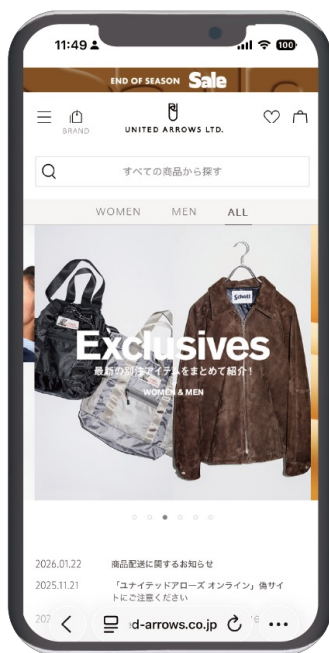 11:49
100
END OF SEASON Sale
BRAND
UNITED ARROWS LTD.
すべての商品から探す
WOMEN MEN ALL
Schott
Exclusives
最新の別注アイテムをまとめて紹介!
WOMEN & MEN
2026.01.22 商品配送に関するお知らせ
2025.11.21 「ユナイテッドアローズ オンライン」偽サイトにご注意ください
d-arrows.co.jp